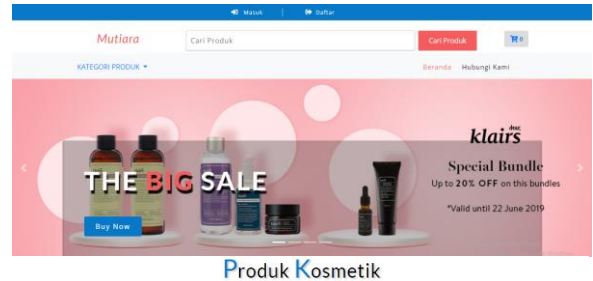 Masuk | Daftar
Mutiara Cari Produk Cari Produk 0
KATEGORI PRODUK Beranda Hubungi Kami
dear, klairs
THE BIG SALE
Special Bundle
Up to 20% OFF on this bundles
*Valid until 22 June 2019
Buy Now
Produk Kosmetik